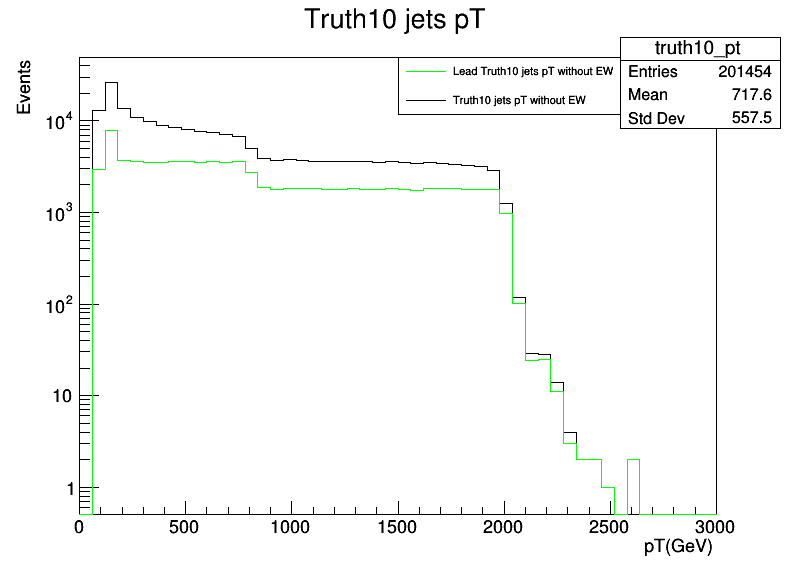 Truth10 jets pT
truth10_pt
Entries 201454
Mean 717.6
Std Dev 557.5
Lead Truth10 jets pT without EW
Truth10 jets pT without EW
Events
10^4
10^3
10^2
10
1
0 500 1000 1500 2000 2500 3000
pT(GeV)